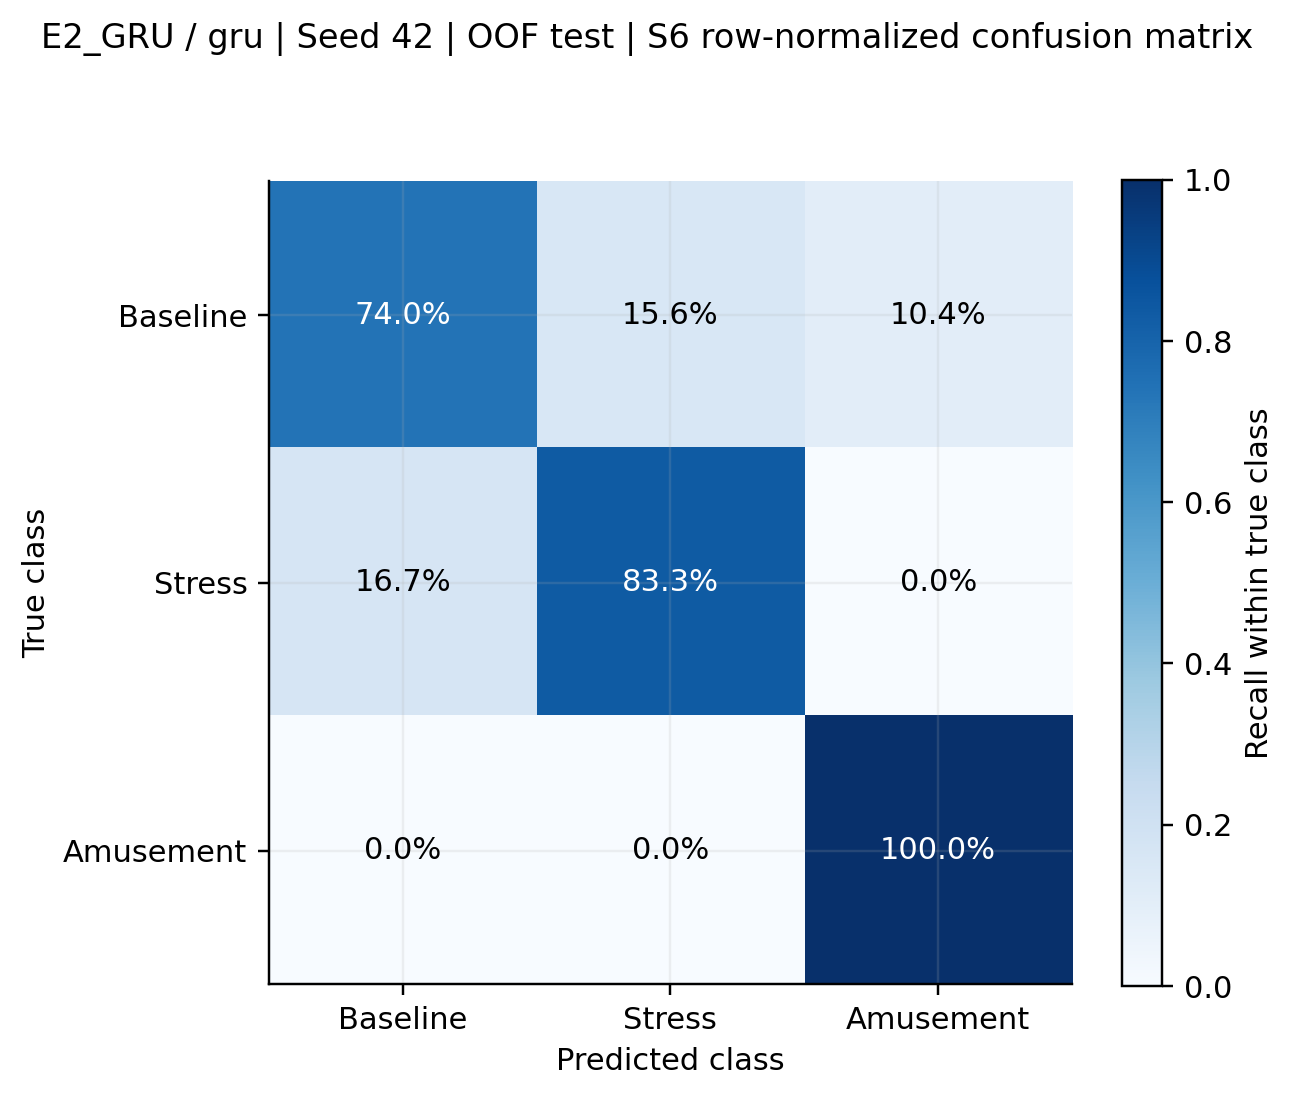 E2_GRU / gru | Seed 42 | OOF test | S6 row-normalized confusion matrix
1.0
Baseline 74.0% 15.6% 10.4%
0.8
0.6
Stress 16.7% 83.3% 0.0%
0.4
Amusement 0.0% 0.0% 100.0%
0.2
0.0
Baseline Stress Amusement
Predicted class
True class
Recall within true class